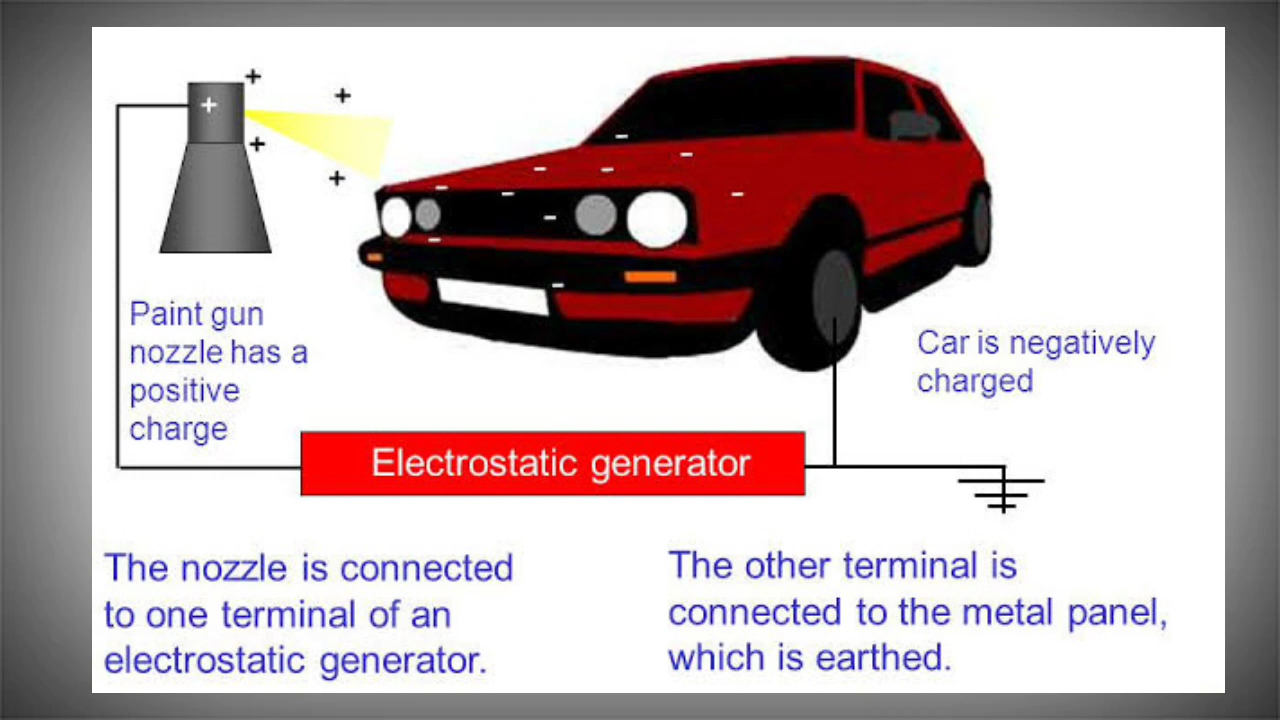 Paint gun
nozzle has a
positive
charge
Car is negatively
charged
Electrostatic generator
The nozzle is connected
to one terminal of an
electrostatic generator.
The other terminal is
connected to the metal panel,
which is earthed.